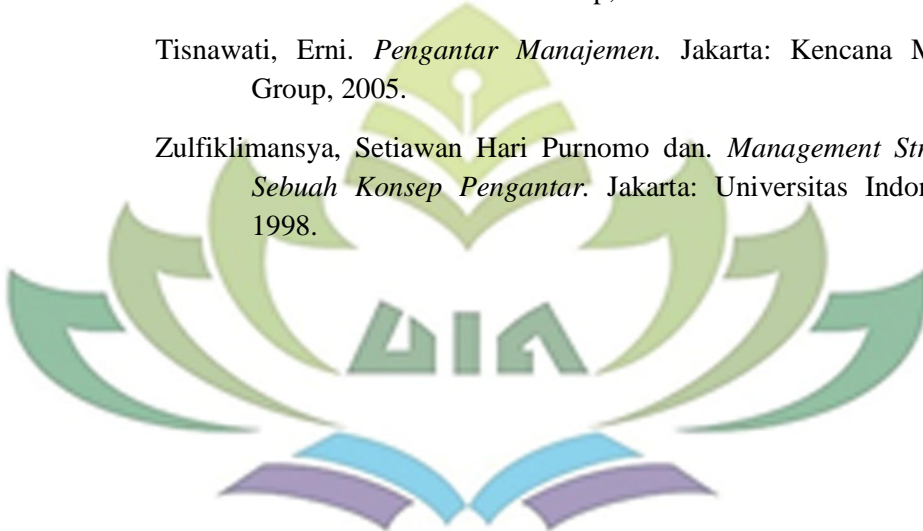 Tisnawati, Erni. Pengantar Manajemen. Jakarta: Kencana
Group, 2005.
Zulfiklimansya, Setiawan Hari Purnomo dan. Management
Sebuah Konsep Pengantar. Jakarta: Universitas
1998.
UIN